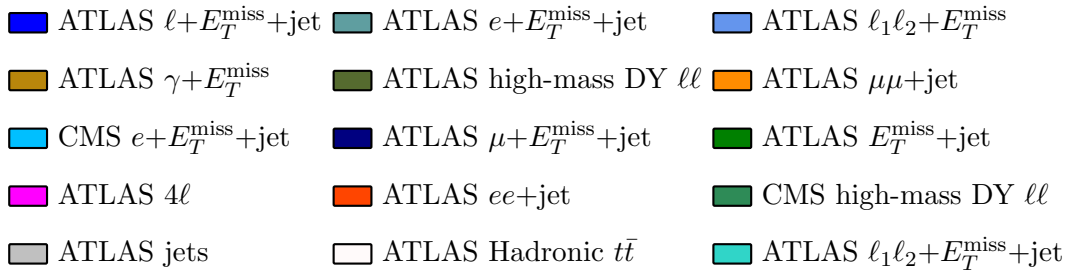 ATLAS ℓ+E_T^miss+jet ATLAS e+E_T^miss+jet ATLAS ℓ₁ℓ₂+E_T^miss
ATLAS γ+E_T^miss ATLAS high-mass DY ℓℓ ATLAS μμ+jet
CMS e+E_T^miss+jet ATLAS μ+E_T^miss+jet ATLAS E_T^miss+jet
ATLAS 4ℓ ATLAS ee+jet CMS high-mass DY ℓℓ
ATLAS jets ATLAS Hadronic tt̄ ATLAS ℓ₁ℓ₂+E_T^miss+jet